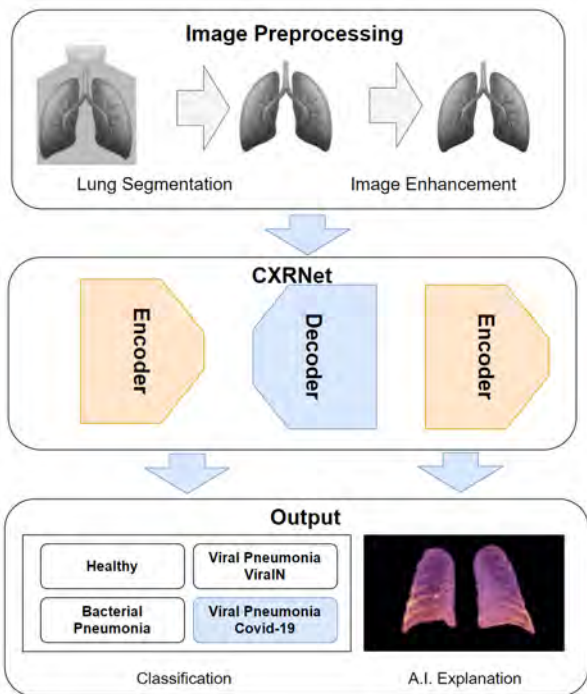 Image Preprocessing
Lung Segmentation
Image Enhancement
CXRNet
Encoder
Decoder
Encoder
Output
Healthy
Viral Pneumonia
ViralN
Bacterial
Pneumonia
Viral Pneumonia
Covid-19
Classification
A.I. Explanation